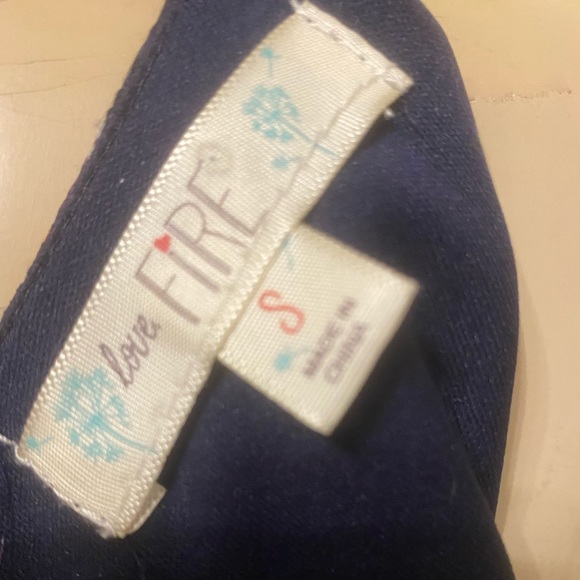 love, FiRE
S
MADE IN
CHINA